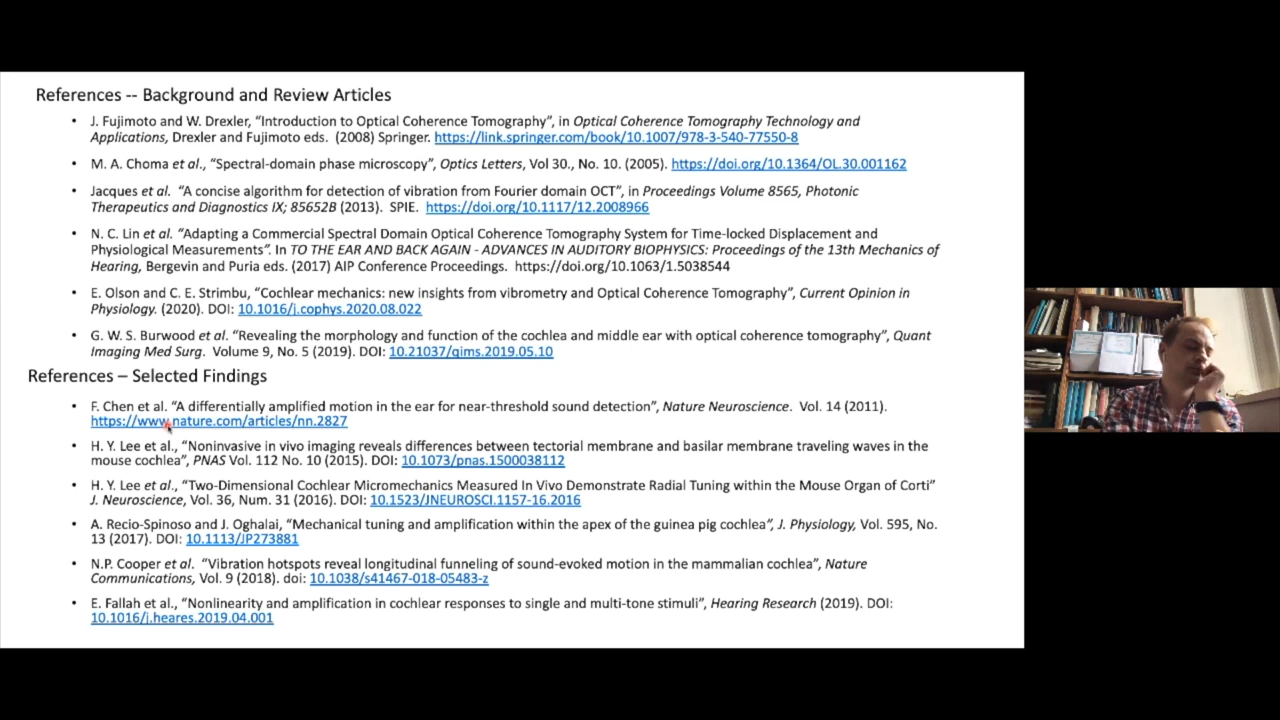 References -- Background and Review Articles
• J. Fujimoto and W. Drexler, “Introduction to Optical Coherence Tomography”, in Optical Coherence Tomography Technology and
Applications, Drexler and Fujimoto eds. (2008) Springer. https://link.springer.com/book/10.1007/978-3-540-77550-8
• M. A. Choma et al., “Spectral-domain phase microscopy”, Optics Letters, Vol 30., No. 10. (2005). https://doi.org/10.1364/OL.30.001162
• Jacques et al. “A concise algorithm for detection of vibration from Fourier domain OCT”, in Proceedings Volume 8565, Photonic
Therapeutics and Diagnostics IX; 85652B (2013). SPIE. https://doi.org/10.1117/12.2008966
• N. C. Lin et al. “Adapting a Commercial Spectral Domain Optical Coherence Tomography System for Time-locked Displacement and
Physiological Measurements”. In TO THE EAR AND BACK AGAIN - ADVANCES IN AUDITORY BIOPHYSICS: Proceedings of the 13th Mechanics of
Hearing, Bergevin and Puria eds. (2017) AIP Conference Proceedings. https://doi.org/10.1063/1.5038544
• E. Olson and C. E. Strimbu, “Cochlear mechanics: new insights from vibrometry and Optical Coherence Tomography”, Current Opinion in
Physiology. (2020). DOI: 10.1016/j.cophys.2020.08.022
• G. W. S. Burwood et al. “Revealing the morphology and function of the cochlea and middle ear with optical coherence tomography”, Quant
Imaging Med Surg. Volume 9, No. 5 (2019). DOI: 10.21037/qims.2019.05.10
References – Selected Findings
• F. Chen et al. “A differentially amplified motion in the ear for near-threshold sound detection”, Nature Neuroscience. Vol. 14 (2011).
https://www.nature.com/articles/nn.2827
• H. Y. Lee et al., “Noninvasive in vivo imaging reveals differences between tectorial membrane and basilar membrane traveling waves in the
mouse cochlea”, PNAS Vol. 112 No. 10 (2015). DOI: 10.1073/pnas.1500038112
• H. Y. Lee et al., “Two-Dimensional Cochlear Micromechanics Measured In Vivo Demonstrate Radial Tuning within the Mouse Organ of Corti”
J. Neuroscience, Vol. 36, Num. 31 (2016). DOI: 10.1523/JNEUROSCI.1157-16.2016
• A. Recio-Spinoso and J. Oghalai, “Mechanical tuning and amplification within the apex of the guinea pig cochlea”, J. Physiology, Vol. 595, No.
13 (2017). DOI: 10.1113/JP273881
• N.P. Cooper et al. “Vibration hotspots reveal longitudinal funneling of sound-evoked motion in the mammalian cochlea”, Nature
Communications, Vol. 9 (2018). doi: 10.1038/s41467-018-05483-z
• E. Fallah et al., “Nonlinearity and amplification in cochlear responses to single and multi-tone stimuli”, Hearing Research (2019). DOI:
10.1016/j.heares.2019.04.001